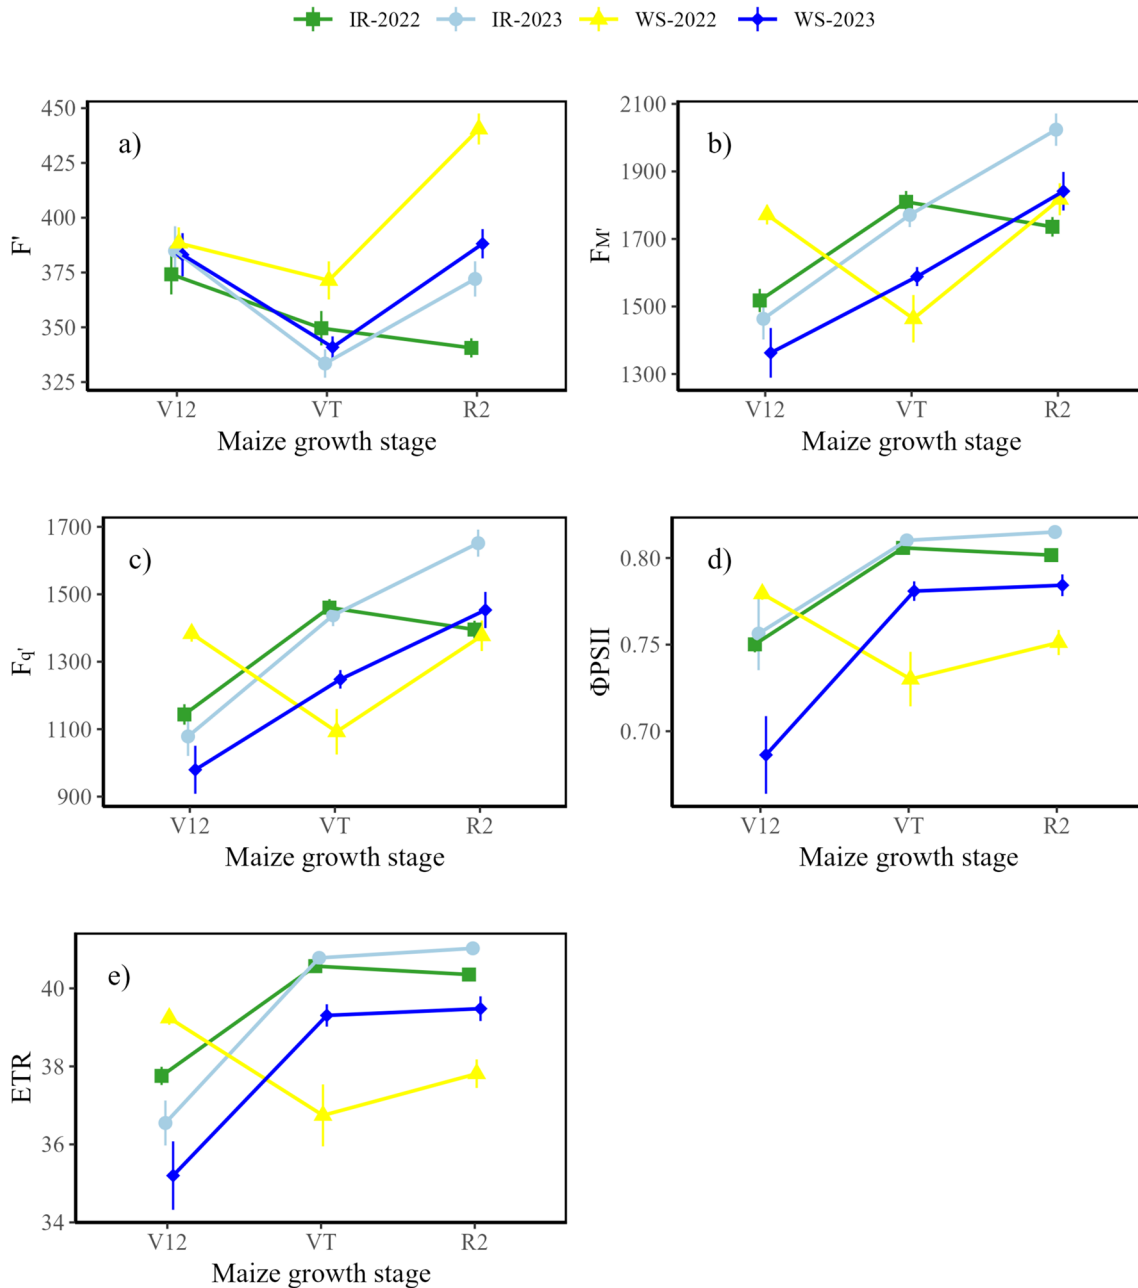 IR-2022 IR-2023 WS-2022 WS-2023
a)
F'
450
425
400
375
350
325
V12 VT R2
Maize growth stage
b)
FM'
2100
1900
1700
1500
1300
V12 VT R2
Maize growth stage
c)
Fq'
1700
1500
1300
1100
900
V12 VT R2
Maize growth stage
d)
ΦPSII
0.80
0.75
0.70
V12 VT R2
Maize growth stage
e)
ETR
40
38
36
34
V12 VT R2
Maize growth stage